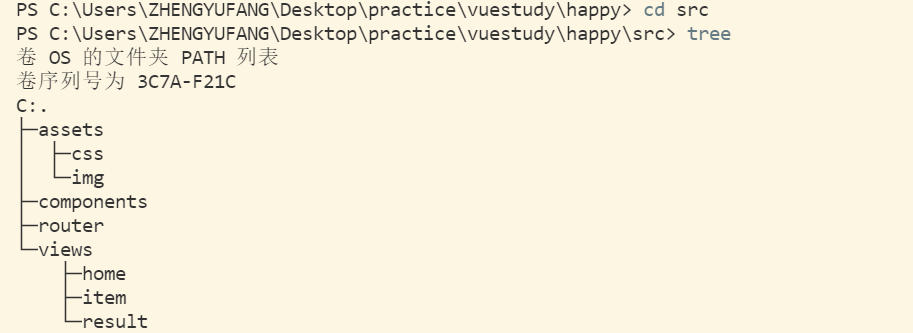 PS C:\Users\ZHENGYUFANG\Desktop\practice\vuestudy\happy> cd src
PS C:\Users\ZHENGYUFANG\Desktop\practice\vuestudy\happy\src> tree
卷 OS 的文件夹 PATH 列表
卷序列号为 3C7A-F21C
C:.
├─assets
│  ├─css
│  └─img
├─components
├─router
└─views
    ├─home
    ├─item
    └─result